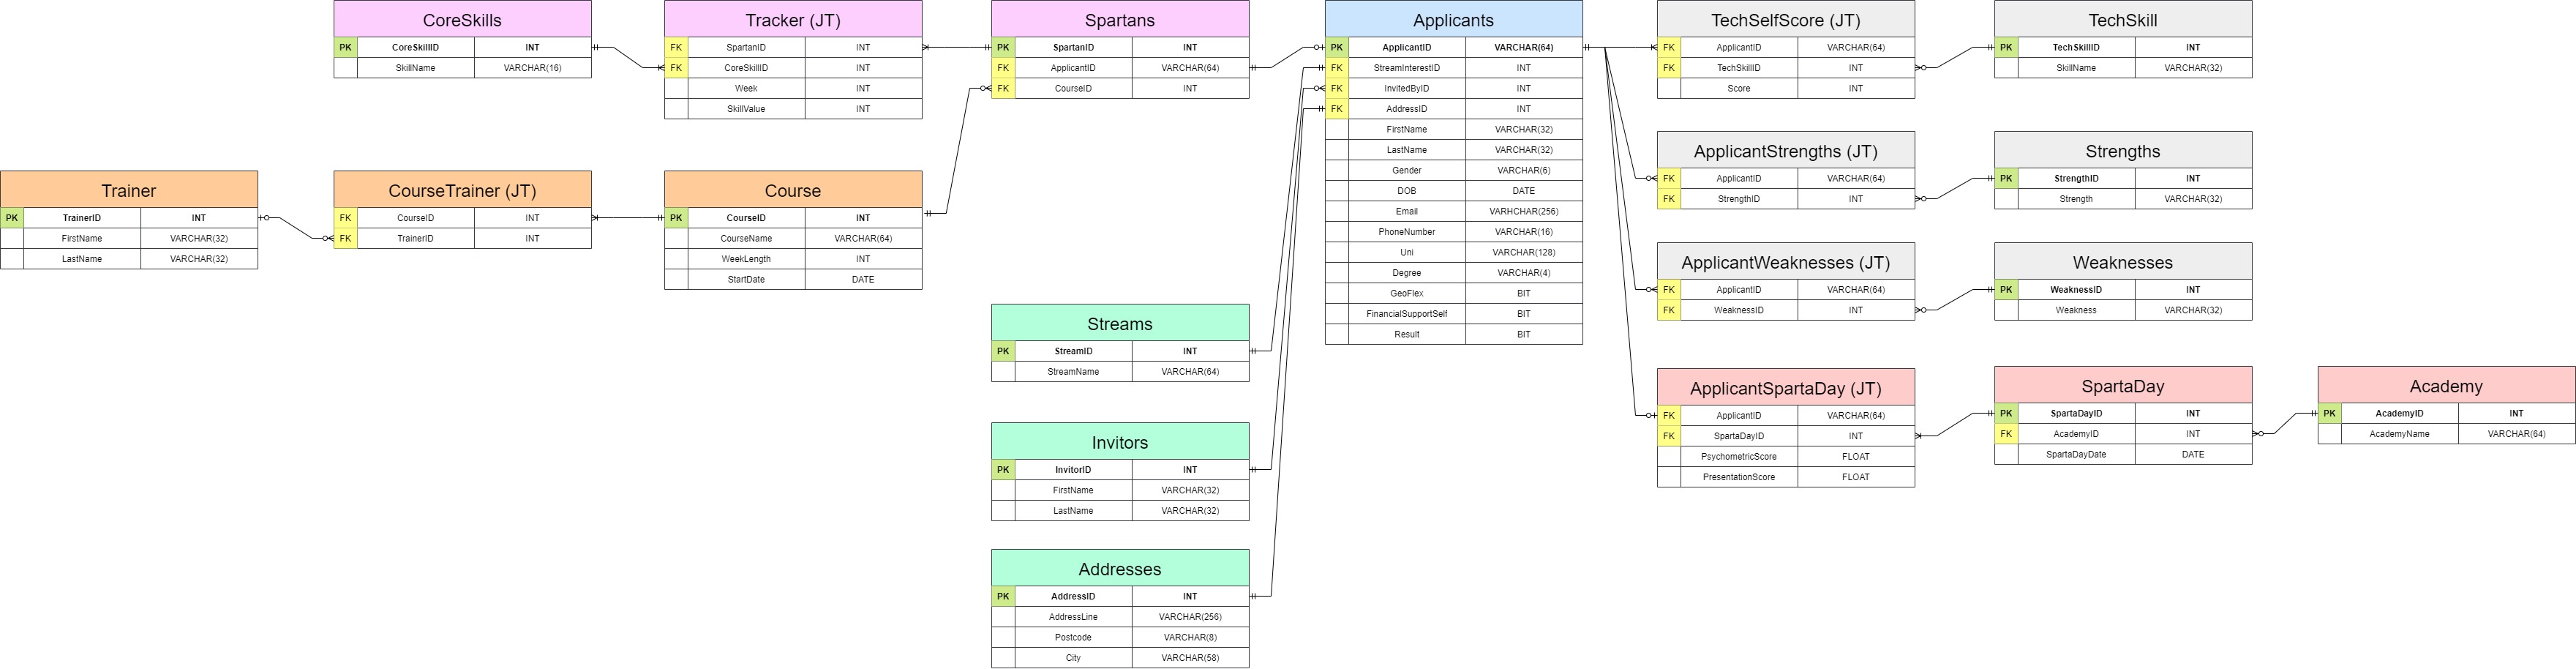 CoreSkills
PK CoreSkillID INT
SkillName VARCHAR(16)
Tracker (JT)
FK SpartanID INT
FK CoreSkillID INT
Week INT
SkillValue INT
Spartans
PK SpartanID INT
FK ApplicantID VARCHAR(64)
FK CourseID INT
Applicants
PK ApplicantID VARCHAR(64)
FK StreamInterestID INT
FK InvitedByID INT
FK AddressID INT
FirstName VARCHAR(32)
LastName VARCHAR(32)
Gender VARCHAR(6)
DOB DATE
Email VARHCHAR(256)
PhoneNumber VARCHAR(16)
Uni VARCHAR(128)
Degree VARCHAR(4)
GeoFlex BIT
FinancialSupportSelf BIT
Result BIT
TechSelfScore (JT)
FK ApplicantID VARCHAR(64)
FK TechSkillID INT
Score INT
TechSkill
PK TechSkillID INT
SkillName VARCHAR(32)
ApplicantStrengths (JT)
FK ApplicantID VARCHAR(64)
FK StrengthID INT
Strengths
PK StrengthID INT
Strength VARCHAR(32)
Trainer
PK TrainerID INT
FirstName VARCHAR(32)
LastName VARCHAR(32)
CourseTrainer (JT)
FK CourseID INT
FK TrainerID INT
Course
PK CourseID INT
CourseName VARCHAR(64)
WeekLength INT
StartDate DATE
ApplicantWeaknesses (JT)
FK ApplicantID VARCHAR(64)
FK WeaknessID INT
Weaknesses
PK WeaknessID INT
Weakness VARCHAR(32)
Streams
PK StreamID INT
StreamName VARCHAR(64)
ApplicantSpartaDay (JT)
FK ApplicantID VARCHAR(64)
FK SpartaDayID INT
PsychometricScore FLOAT
PresentationScore FLOAT
SpartaDay
PK SpartaDayID INT
FK AcademyID INT
SpartaDayDate DATE
Academy
PK AcademyID INT
AcademyName VARCHAR(64)
Invitors
PK InvitorID INT
FirstName VARCHAR(32)
LastName VARCHAR(32)
Addresses
PK AddressID INT
AddressLine VARCHAR(256)
Postcode VARCHAR(8)
City VARCHAR(58)